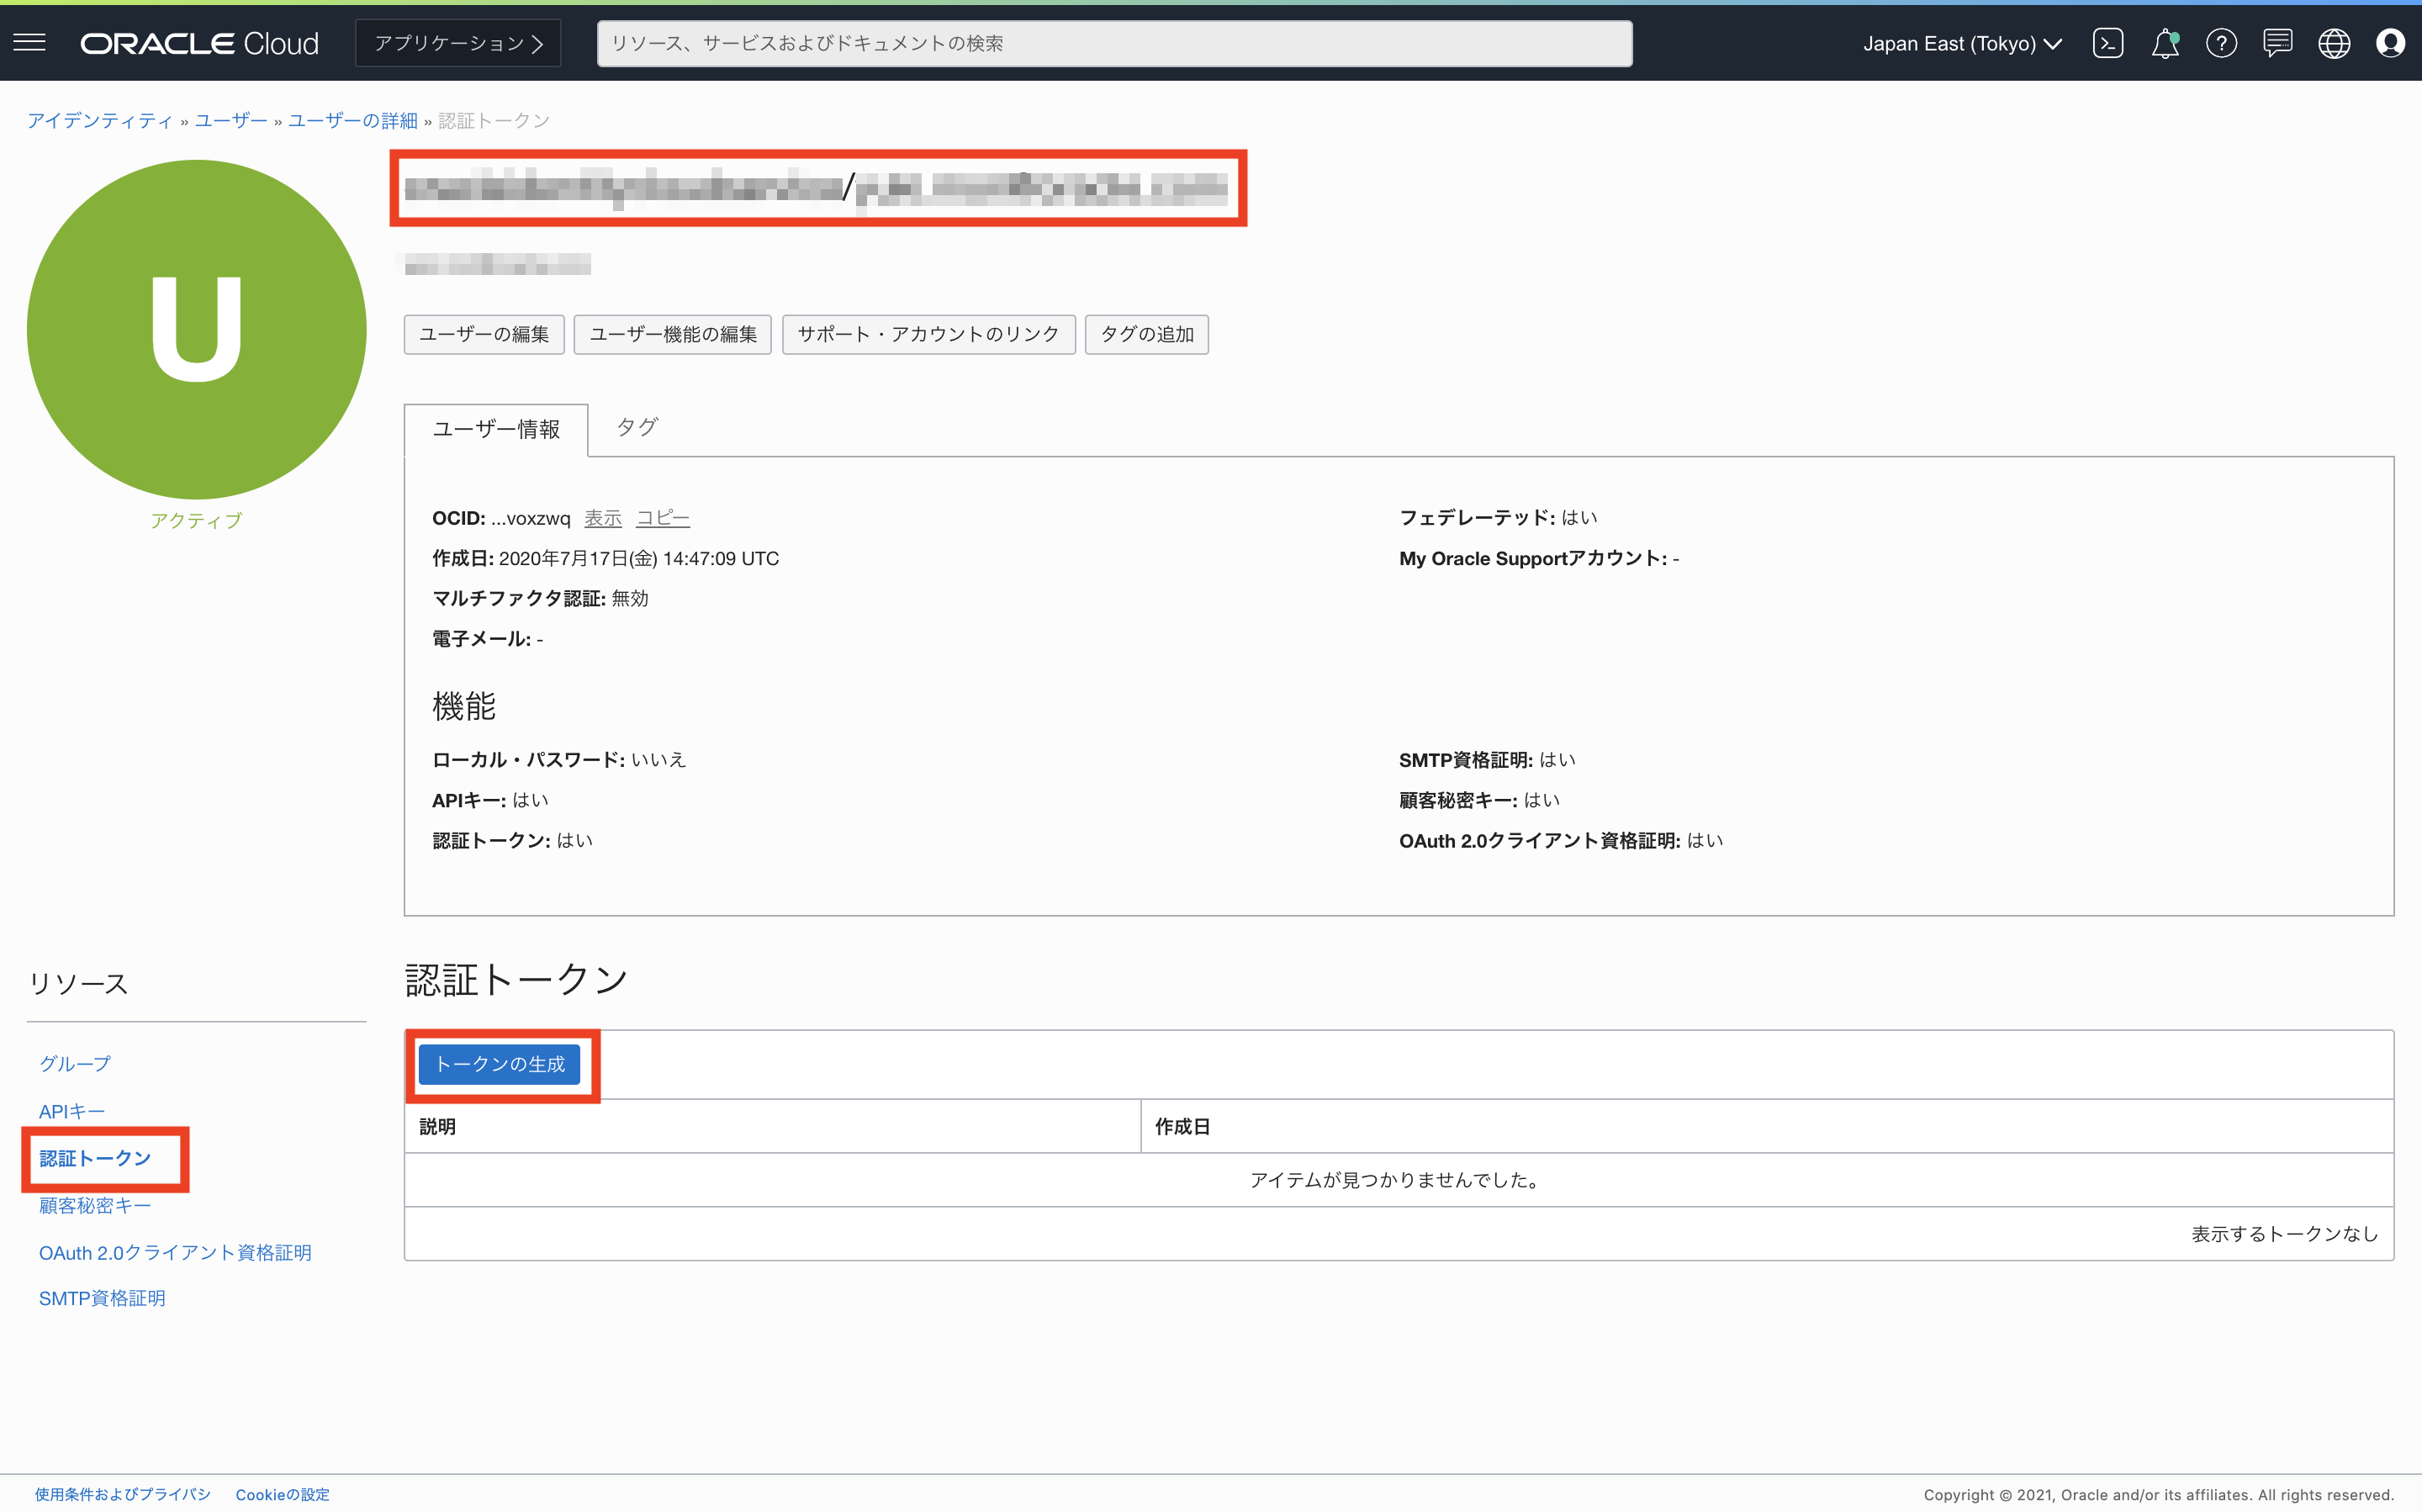 ORACLE Cloud
アプリケーション
リソース、サービスおよびドキュメントの検索
Japan East (Tokyo)
アイデンティティ » ユーザー » ユーザーの詳細 » 認証トークン
/
U
アクティブ
ユーザーの編集
ユーザー機能の編集
サポート・アカウントのリンク
タグの追加
ユーザー情報
タグ
OCID: ...voxzwq 表示 コピー
フェデレーテッド: はい
作成日: 2020年7月17日(金) 14:47:09 UTC
My Oracle Supportアカウント: -
マルチファクタ認証: 無効
電子メール: -
機能
ローカル・パスワード: いいえ
SMTP資格証明: はい
APIキー: はい
顧客秘密キー: はい
認証トークン: はい
OAuth 2.0クライアント資格証明: はい
リソース
グループ
APIキー
認証トークン
顧客秘密キー
OAuth 2.0クライアント資格証明
SMTP資格証明
認証トークン
トークンの生成
説明
作成日
アイテムが見つかりませんでした。
表示するトークンなし
使用条件およびプライバシ
Cookieの設定
Copyright © 2021, Oracle and/or its affiliates. All rights reserved.